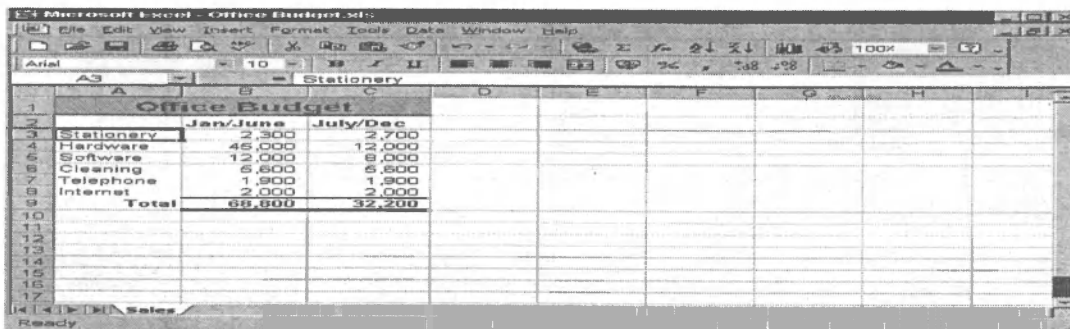 Microsoft Excel - Office Budget.xls
File Edit View Insert Format Tools Data Window Help
100%
Arial 10 B I U
A3 = Stationery
A B C D E F G H I
1 Office Budget
2 Jan/June July/Dec
3 Stationery 2,300 2,700
4 Hardware 45,000 12,000
5 Software 12,000 8,000
6 Cleaning 5,600 5,600
7 Telephone 1,900 1,900
8 Internet 2,000 2,000
9 Total 68,800 32,200
10
11
12
13
14
15
16
17
Sales
Ready